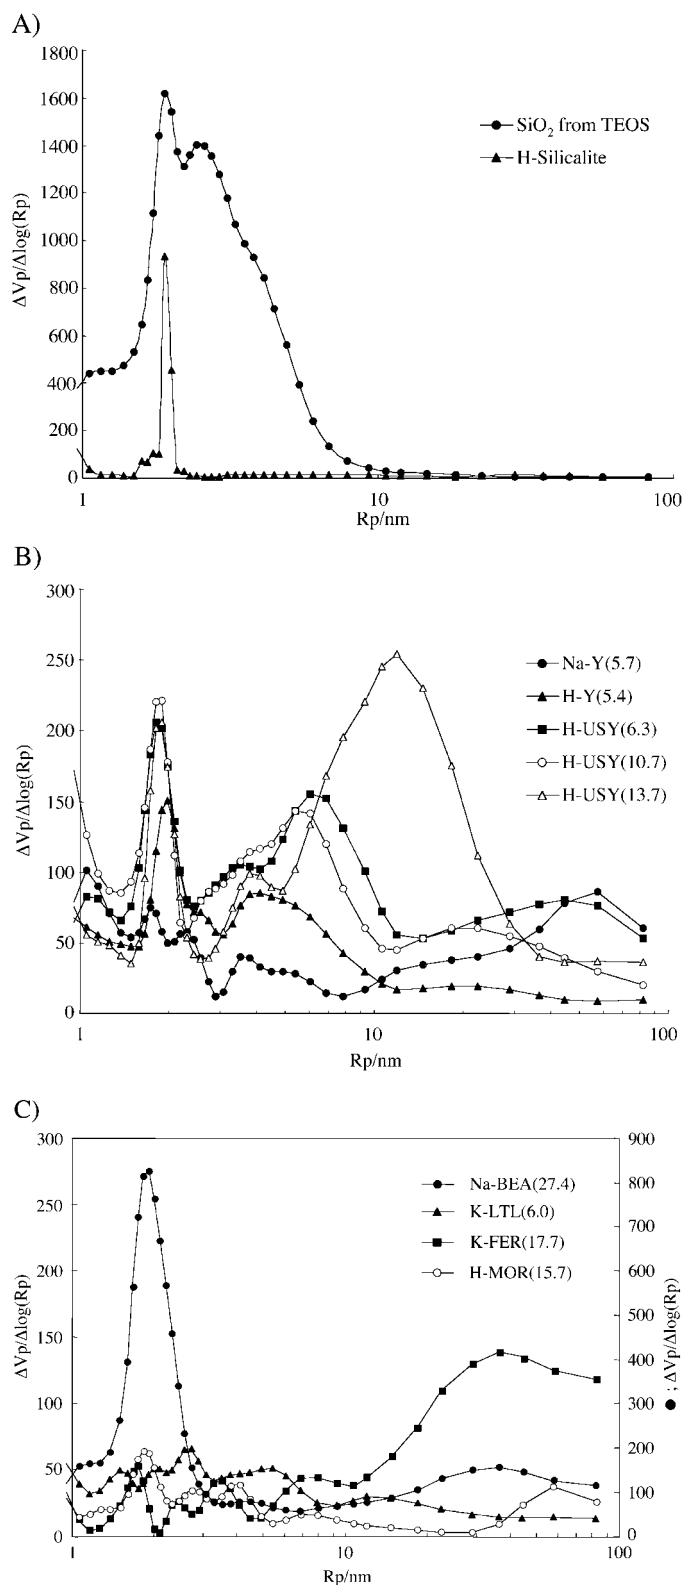 A)
1800
1600
1400
1200
1000
800
600
400
200
0
ΔVp/Δlog(Rp)
SiO2 from TEOS
H-Silicalite
1
10
100
Rp/nm
B)
300
250
200
150
100
50
0
ΔVp/Δlog(Rp)
Na-Y(5.7)
H-Y(5.4)
H-USY(6.3)
H-USY(10.7)
H-USY(13.7)
1
10
100
Rp/nm
C)
300
250
200
150
100
50
0
ΔVp/Δlog(Rp)
Na-BEA(27.4)
K-LTL(6.0)
K-FER(17.7)
H-MOR(15.7)
900
800
700
600
500
400
300
200
100
0
● ; ΔVp/Δlog(Rp)
1
10
100
Rp/nm